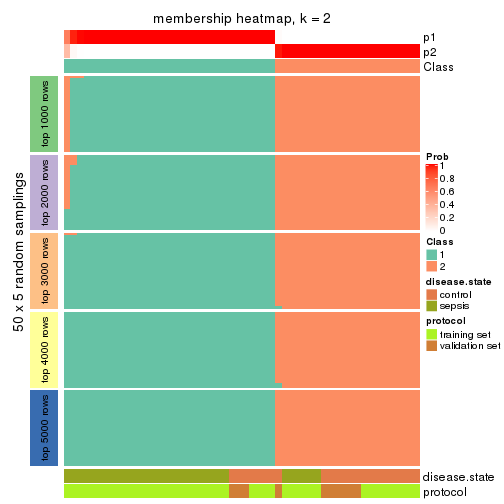 membership heatmap, k = 2
p1
p2
Class
50 x 5 random samplings
top 1000 rows
top 2000 rows
top 3000 rows
top 4000 rows
top 5000 rows
Prob
1
0.8
0.6
0.4
0.2
0
Class
1
2
disease.state
control
sepsis
protocol
training set
validation set
disease.state
protocol